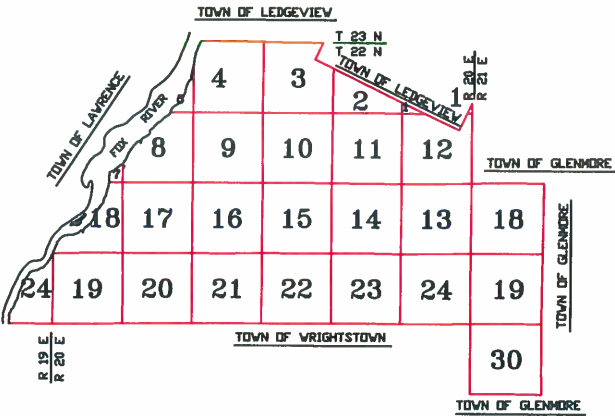 TOWN OF LEDGEVIEW
T 23 N
T 22 N
TOWN OF LEDGEVIEW
R 20 E
R 21 E
TOWN OF LAWRENCE
FOX RIVER
4 3 2 1
8 9 10 11 12
TOWN OF GLENMORE
18 17 16 15 14 13 18
TOWN OF GLENMORE
24 19 20 21 22 23 24 19
R 19 E
R 20 E
TOWN OF WRIGHTSTOWN
30
TOWN OF GLENMORE